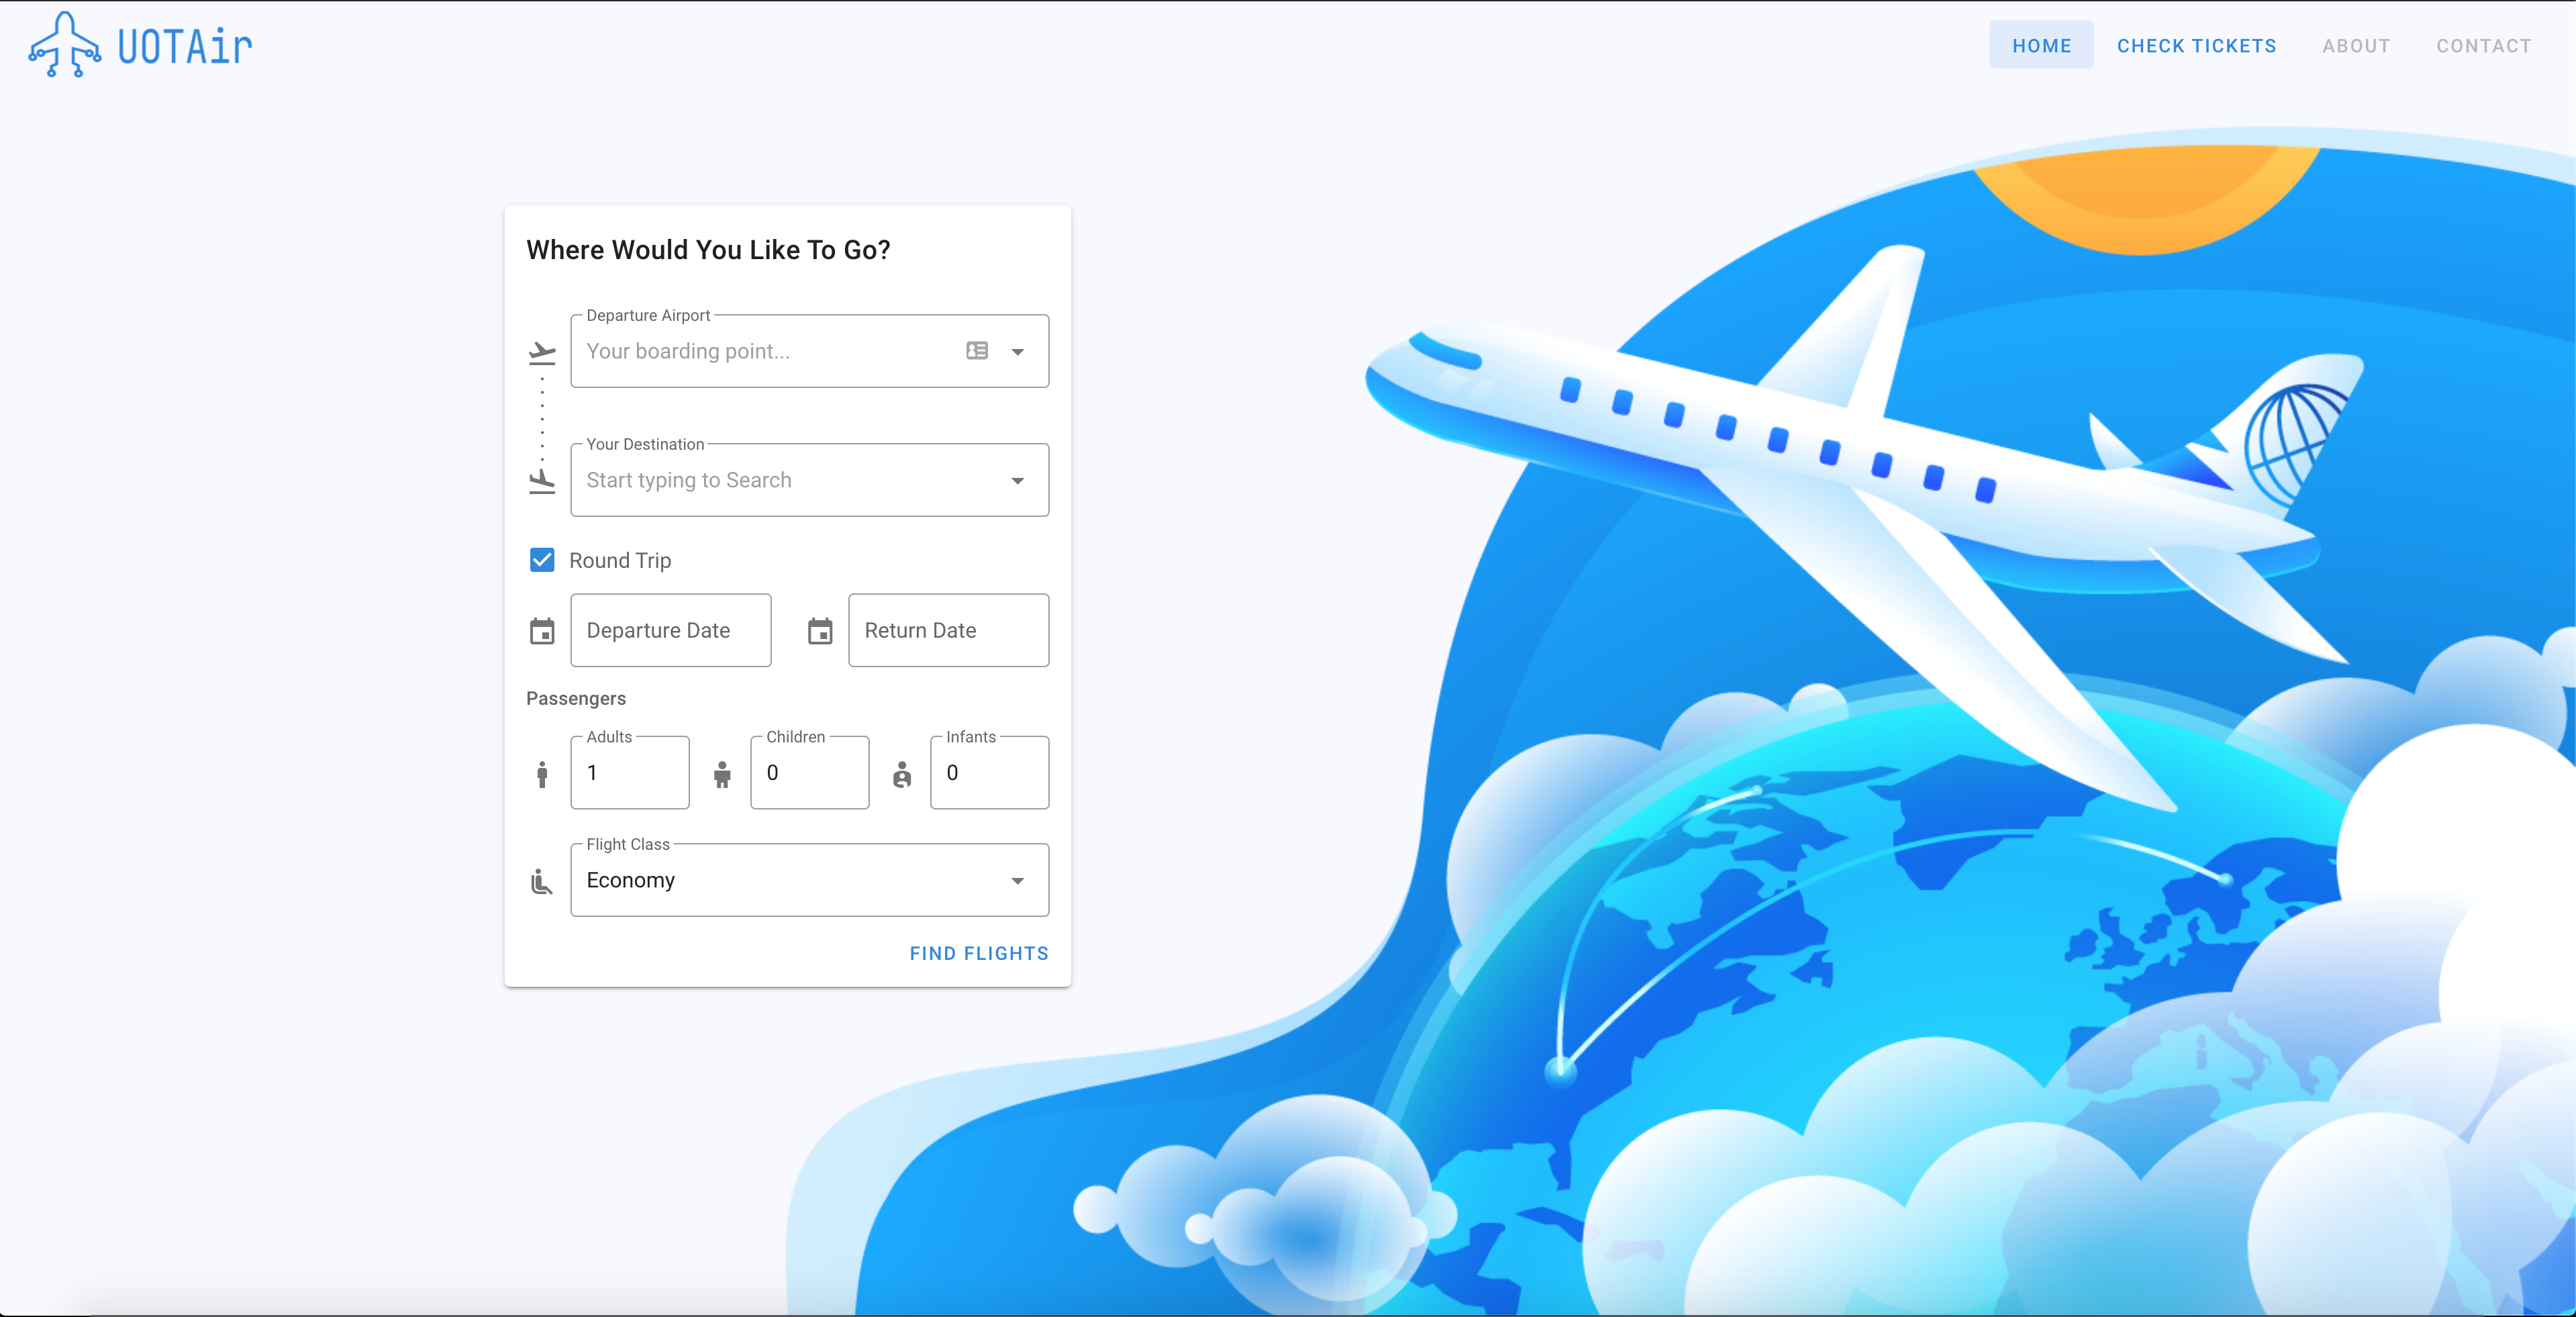 UOTAir
HOME CHECK TICKETS ABOUT CONTACT
Where Would You Like To Go?
Departure Airport
Your boarding point...
Your Destination
Start typing to Search
Round Trip
Departure Date Return Date
Passengers
Adults Children Infants
1 0 0
Flight Class
Economy
FIND FLIGHTS